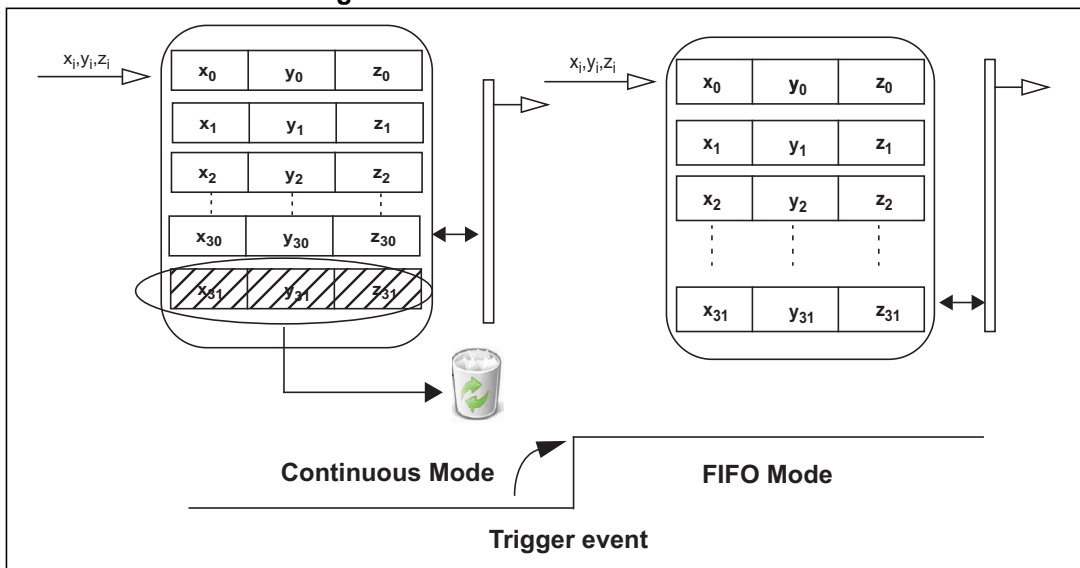 xi,yi,zi
x0 y0 z0
x1 y1 z1
x2 y2 z2
x30 y30 z30
x31 y31 z31
xi,yi,zi
x0 y0 z0
x1 y1 z1
x2 y2 z2
x31 y31 z31
Continuous Mode
FIFO Mode
Trigger event